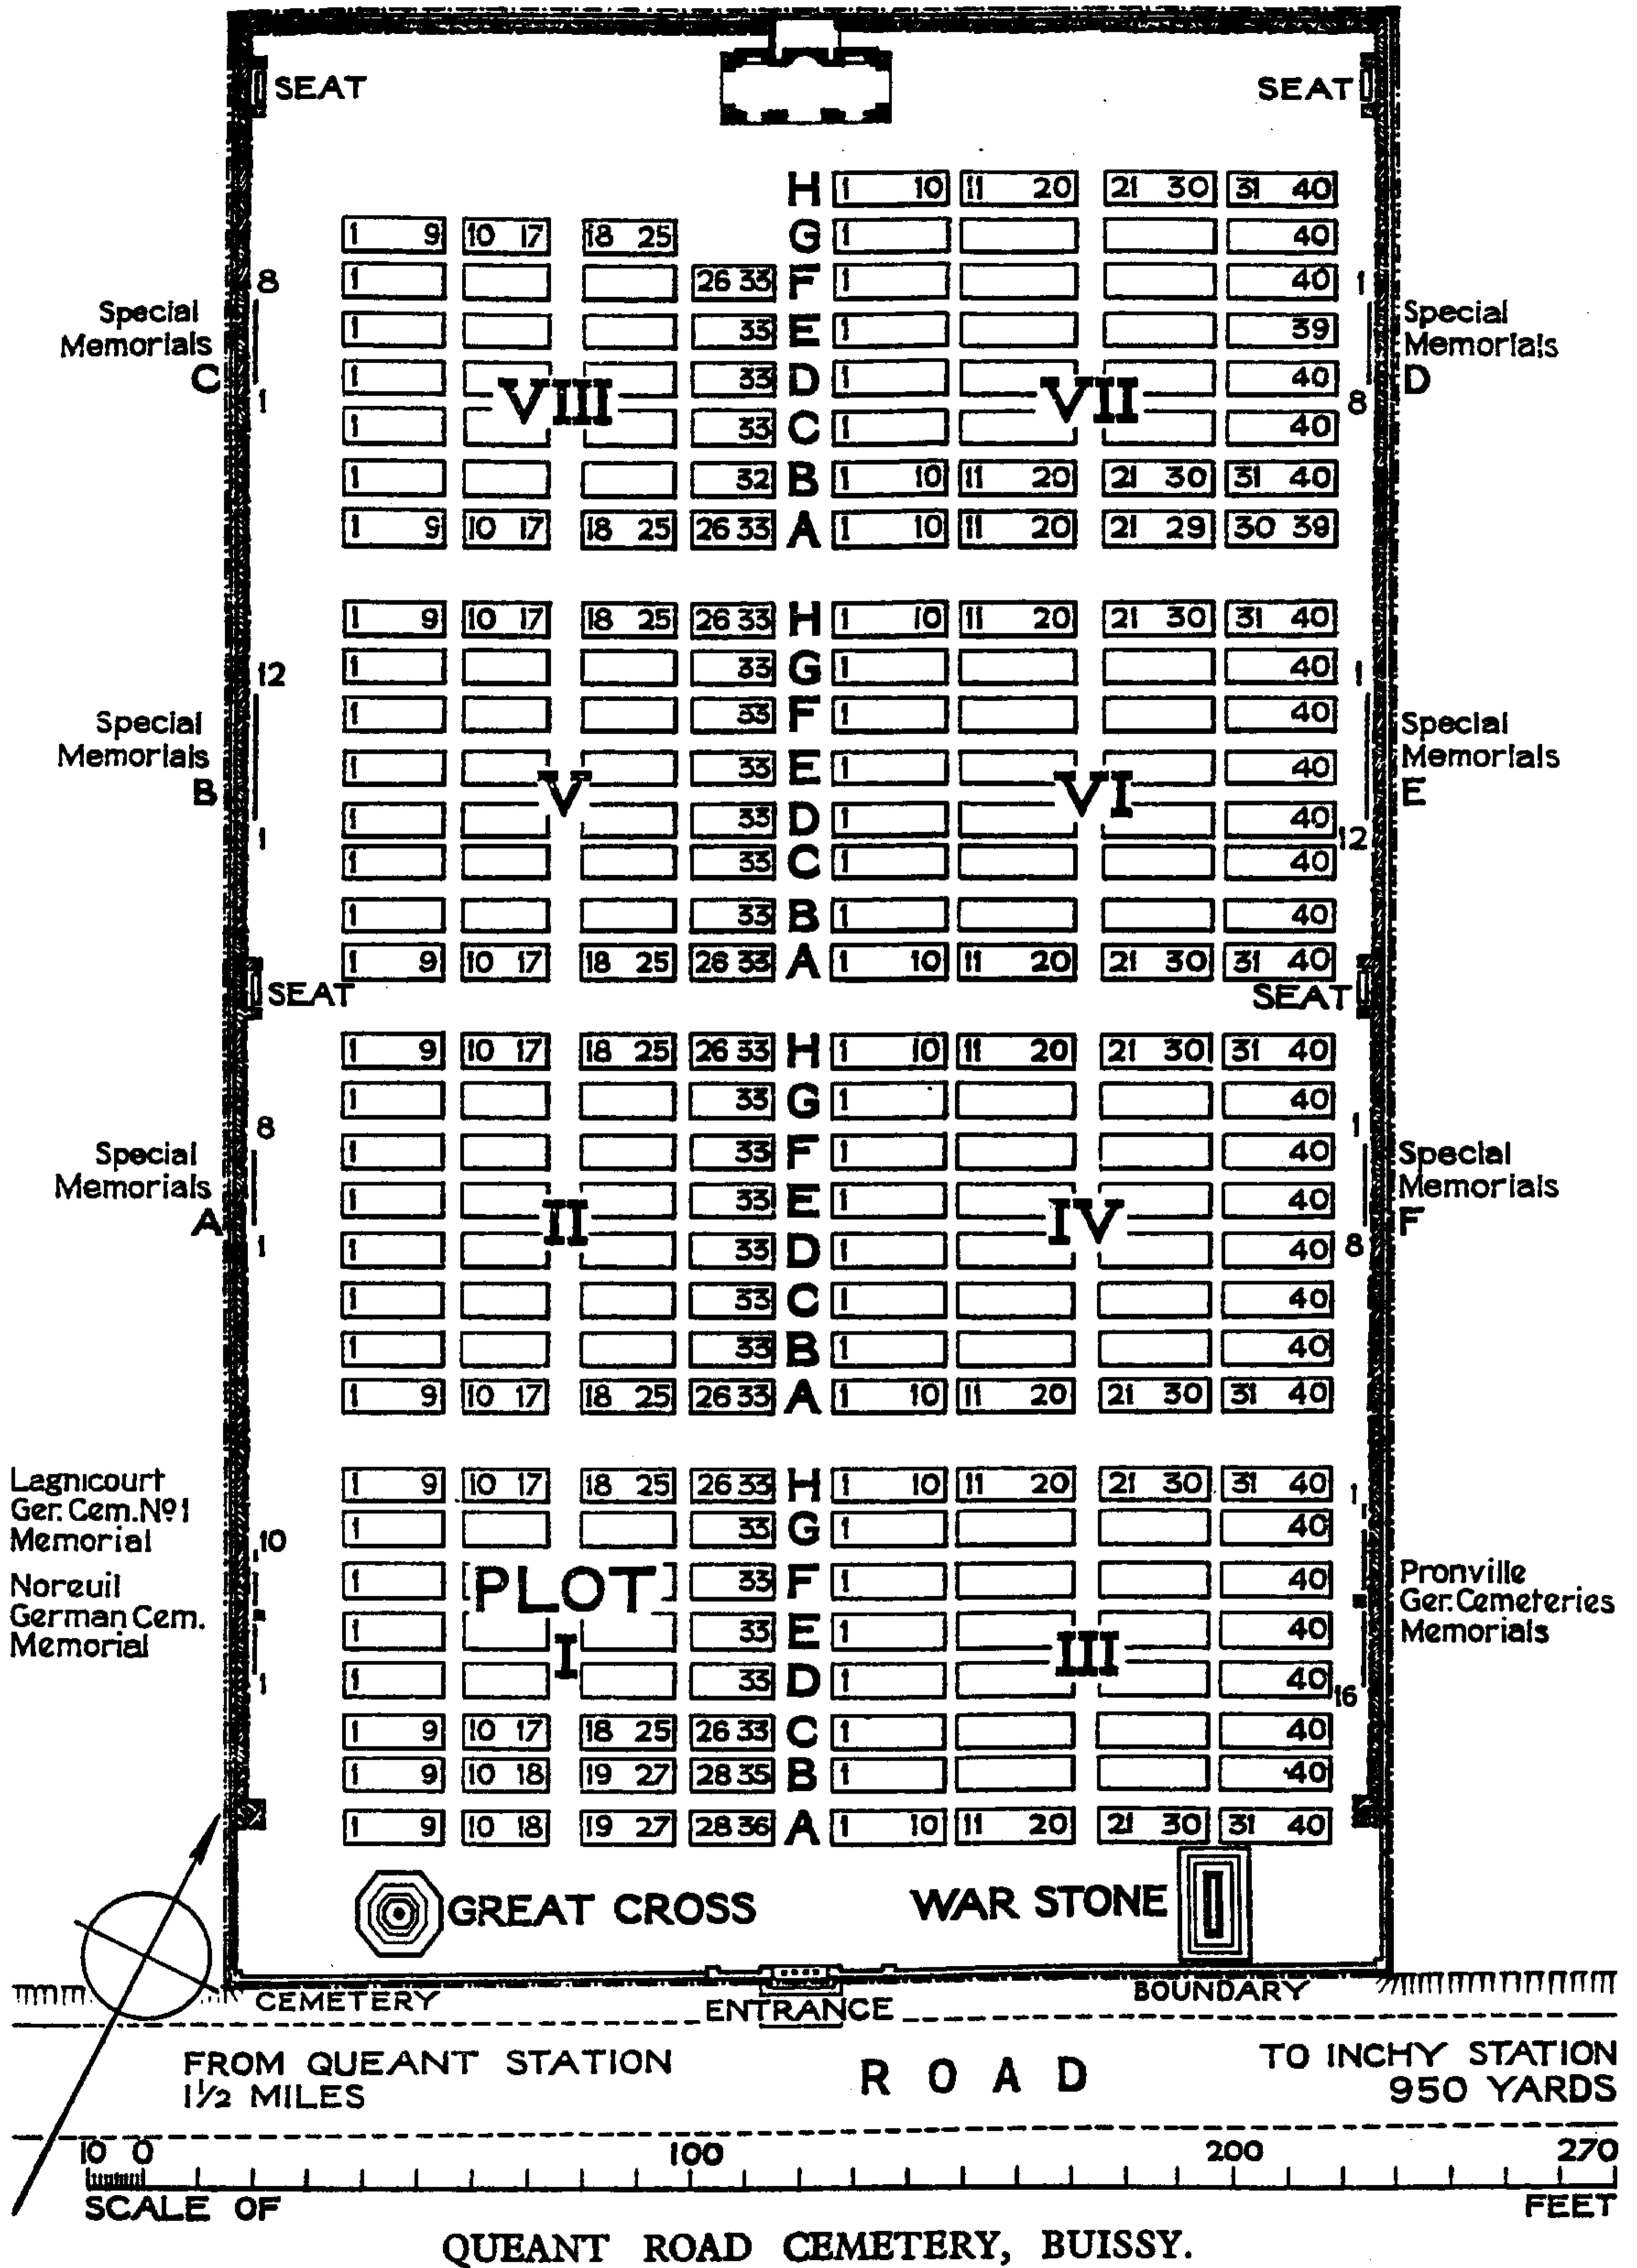 SEAT SEAT
H 1 10 11 20 21 30 31 40
1 9 10 17 18 25 G 1 40
8 1 26 33 F 1 40 1
Special Special
Memorials 1 33 E 1 39 Memorials
C 1 33 D 1 40 D
VIII VII
1 8
1 33 C 1 40
1 32 B 1 10 11 20 21 30 31 40
1 9 10 17 18 25 26 33 A 1 10 11 20 21 29 30 39
1 9 10 17 18 25 26 33 H 1 10 11 20 21 30 31 40
12 1 33 G 1 40 1
Special 1 33 F 1 40 Special
Memorials 1 33 E 1 40 Memorials
B V VI E
1 1 33 D 1 40 12
1 33 C 1 40
1 33 B 1 40
1 9 10 17 18 25 26 33 A 1 10 11 20 21 30 31 40
SEAT SEAT
1 9 10 17 18 25 26 33 H 1 10 11 20 21 30 31 40
8 1 33 G 1 40 1
Special 1 33 F 1 40 Special
Memorials 1 33 E 1 40 Memorials
A II IV F
1 1 33 D 1 40 8
1 33 C 1 40
1 33 B 1 40
1 9 10 17 18 25 26 33 A 1 10 11 20 21 30 31 40
Lagnicourt 1 9 10 17 18 25 26 33 H 1 10 11 20 21 30 31 40 1
Ger. Cem. Nº1
Memorial 10 1 33 G 1 40
Noreuil 1 PLOT 33 F 1 40 Pronville
German Cem. 1 33 E 1 40 Ger. Cemeteries
Memorial I III Memorials
1 1 33 D 1 40 16
1 9 10 17 18 25 26 33 C 1 40
1 9 10 18 19 27 28 35 B 1 40
1 9 10 18 19 27 28 36 A 1 10 11 20 21 30 31 40
GREAT CROSS WAR STONE
CEMETERY BOUNDARY
ENTRANCE
FROM QUEANT STATION
1½ MILES
ROAD
TO INCHY STATION
950 YARDS
10 0 100 200 270
SCALE OF FEET
QUEANT ROAD CEMETERY, BUISSY.